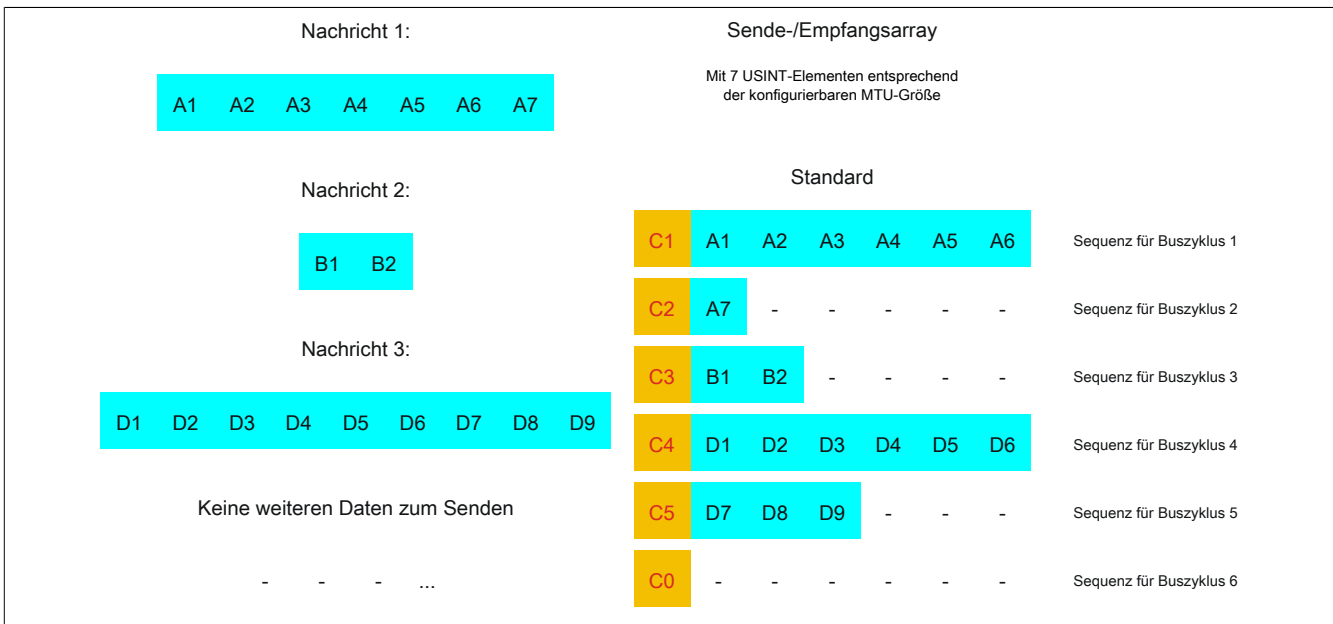 Nachricht 1:
A1 A2 A3 A4 A5 A6 A7
Nachricht 2:
B1 B2
Nachricht 3:
D1 D2 D3 D4 D5 D6 D7 D8 D9
Keine weiteren Daten zum Senden
- - - ...
Sende-/Empfangsarray
Mit 7 USINT-Elementen entsprechend
der konfigurierbaren MTU-Größe
Standard
C1 A1 A2 A3 A4 A5 A6 Sequenz für Buszyklus 1
C2 A7 - - - - - Sequenz für Buszyklus 2
C3 B1 B2 - - - - Sequenz für Buszyklus 3
C4 D1 D2 D3 D4 D5 D6 Sequenz für Buszyklus 4
C5 D7 D8 D9 - - - Sequenz für Buszyklus 5
C0 - - - - - - Sequenz für Buszyklus 6